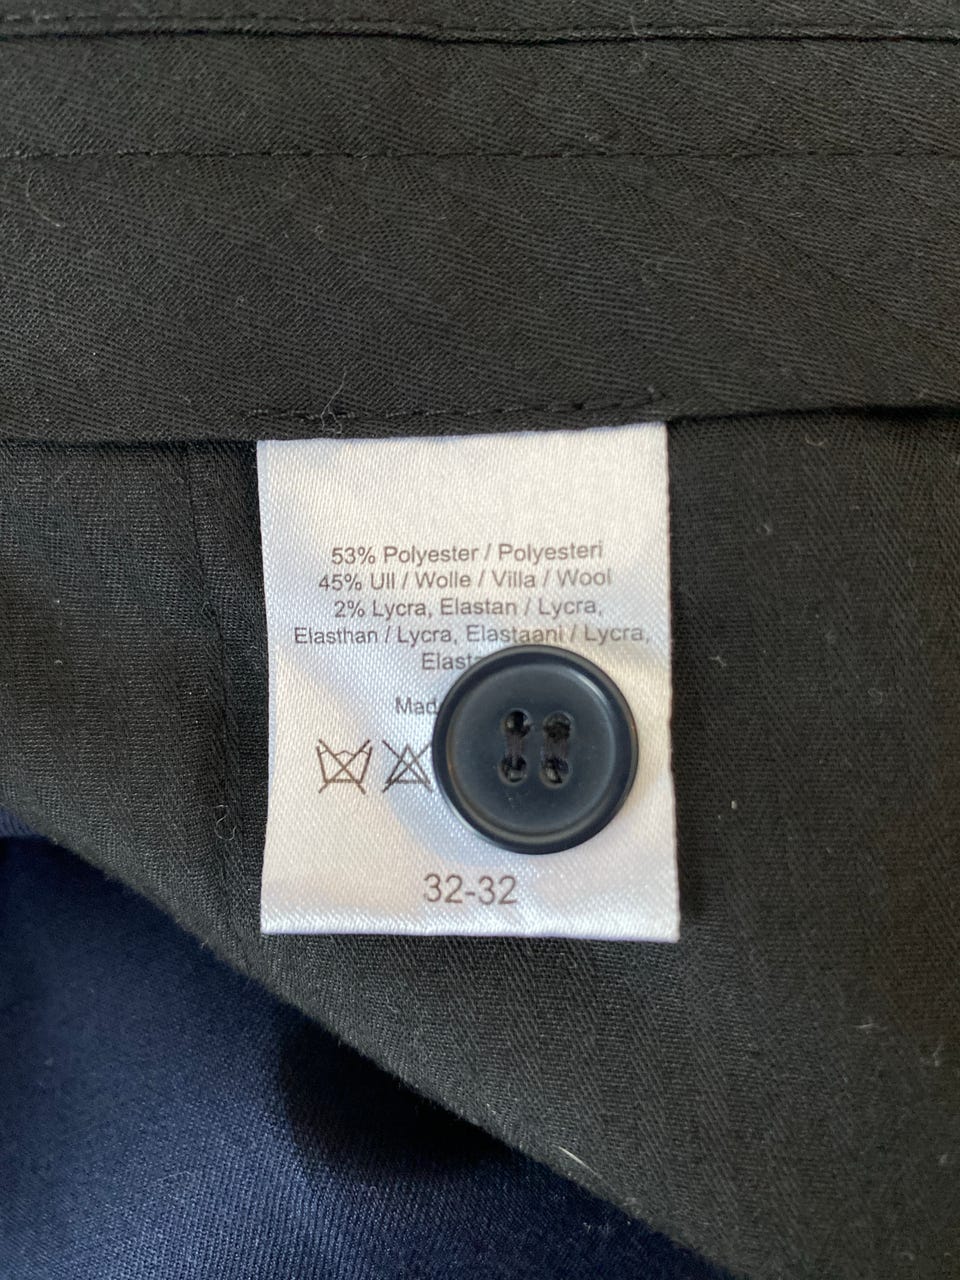 53% Polyester / Polyesteri
45% Ull / Wolle / Villa / Wool
2% Lycra, Elastan / Lycra,
Elasthan / Lycra, Elastaani / Lycra,
32-32